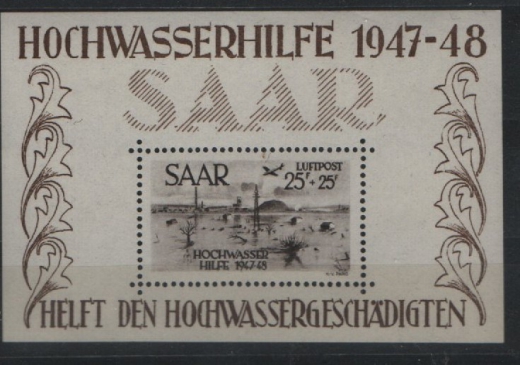 HOCHWASSERHILFE 1947-48
SAAR
SAAR
LUFTPOST
25F + 25F
HOCHWASSER
HILFE 1947-48
HELFT DEN HOCHWASSERGESCHÄDIGTEN